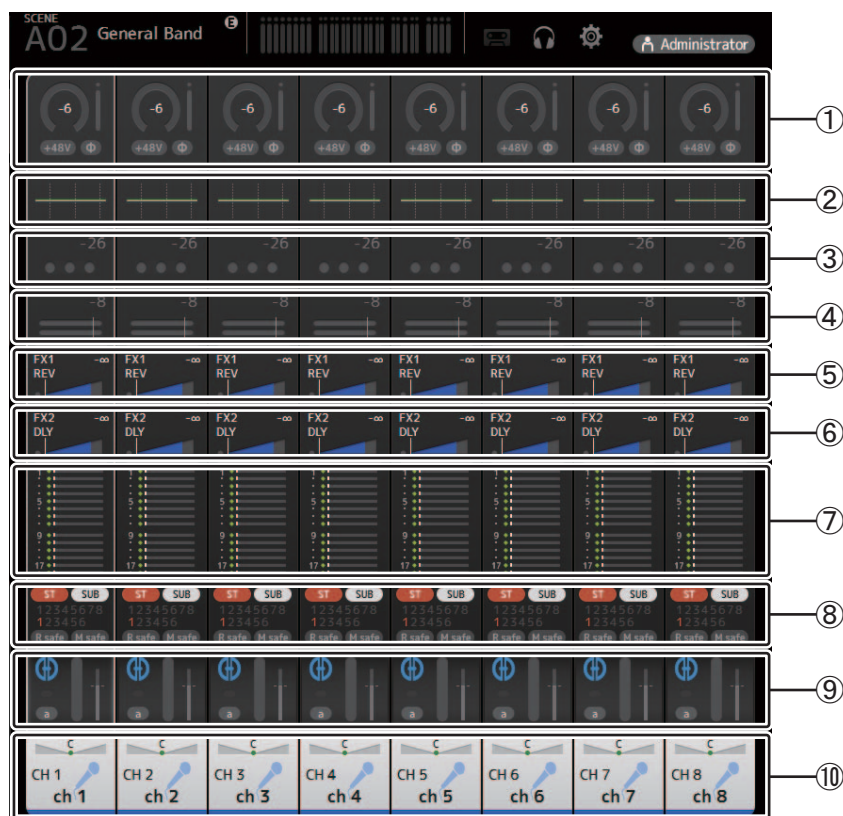 SCENE
A02 General Band E
Administrator
-6 -6 -6 -6 -6 -6 -6 -6
+48V Φ +48V Φ +48V Φ +48V Φ +48V Φ +48V Φ +48V Φ +48V Φ
①
②
-26 -26 -26 -26 -26 -26 -26 -26
③
-8 -8 -8 -8 -8 -8 -8 -8
④
FX1 -∞ FX1 -∞ FX1 -∞ FX1 -∞ FX1 -∞ FX1 -∞ FX1 -∞ FX1 -∞
REV REV REV REV REV REV REV REV
⑤
FX2 -∞ FX2 -∞ FX2 -∞ FX2 -∞ FX2 -∞ FX2 -∞ FX2 -∞ FX2 -∞
DLY DLY DLY DLY DLY DLY DLY DLY
⑥
1 1 1 1 1 1 1 1
5 5 5 5 5 5 5 5
9 9 9 9 9 9 9 9
17 17 17 17 17 17 17 17
⑦
ST SUB ST SUB ST SUB ST SUB ST SUB ST SUB ST SUB ST SUB
12345678 12345678 12345678 12345678 12345678 12345678 12345678 12345678
123456 123456 123456 123456 123456 123456 123456 123456
R safe M safe R safe M safe R safe M safe R safe M safe R safe M safe R safe M safe R safe M safe R safe M safe
⑧
a a a a a a a a
⑨
C C C C C C C C
CH 1 CH 2 CH 3 CH 4 CH 5 CH 6 CH 7 CH 8
ch 1 ch 2 ch 3 ch 4 ch 5 ch 6 ch 7 ch 8
⑩